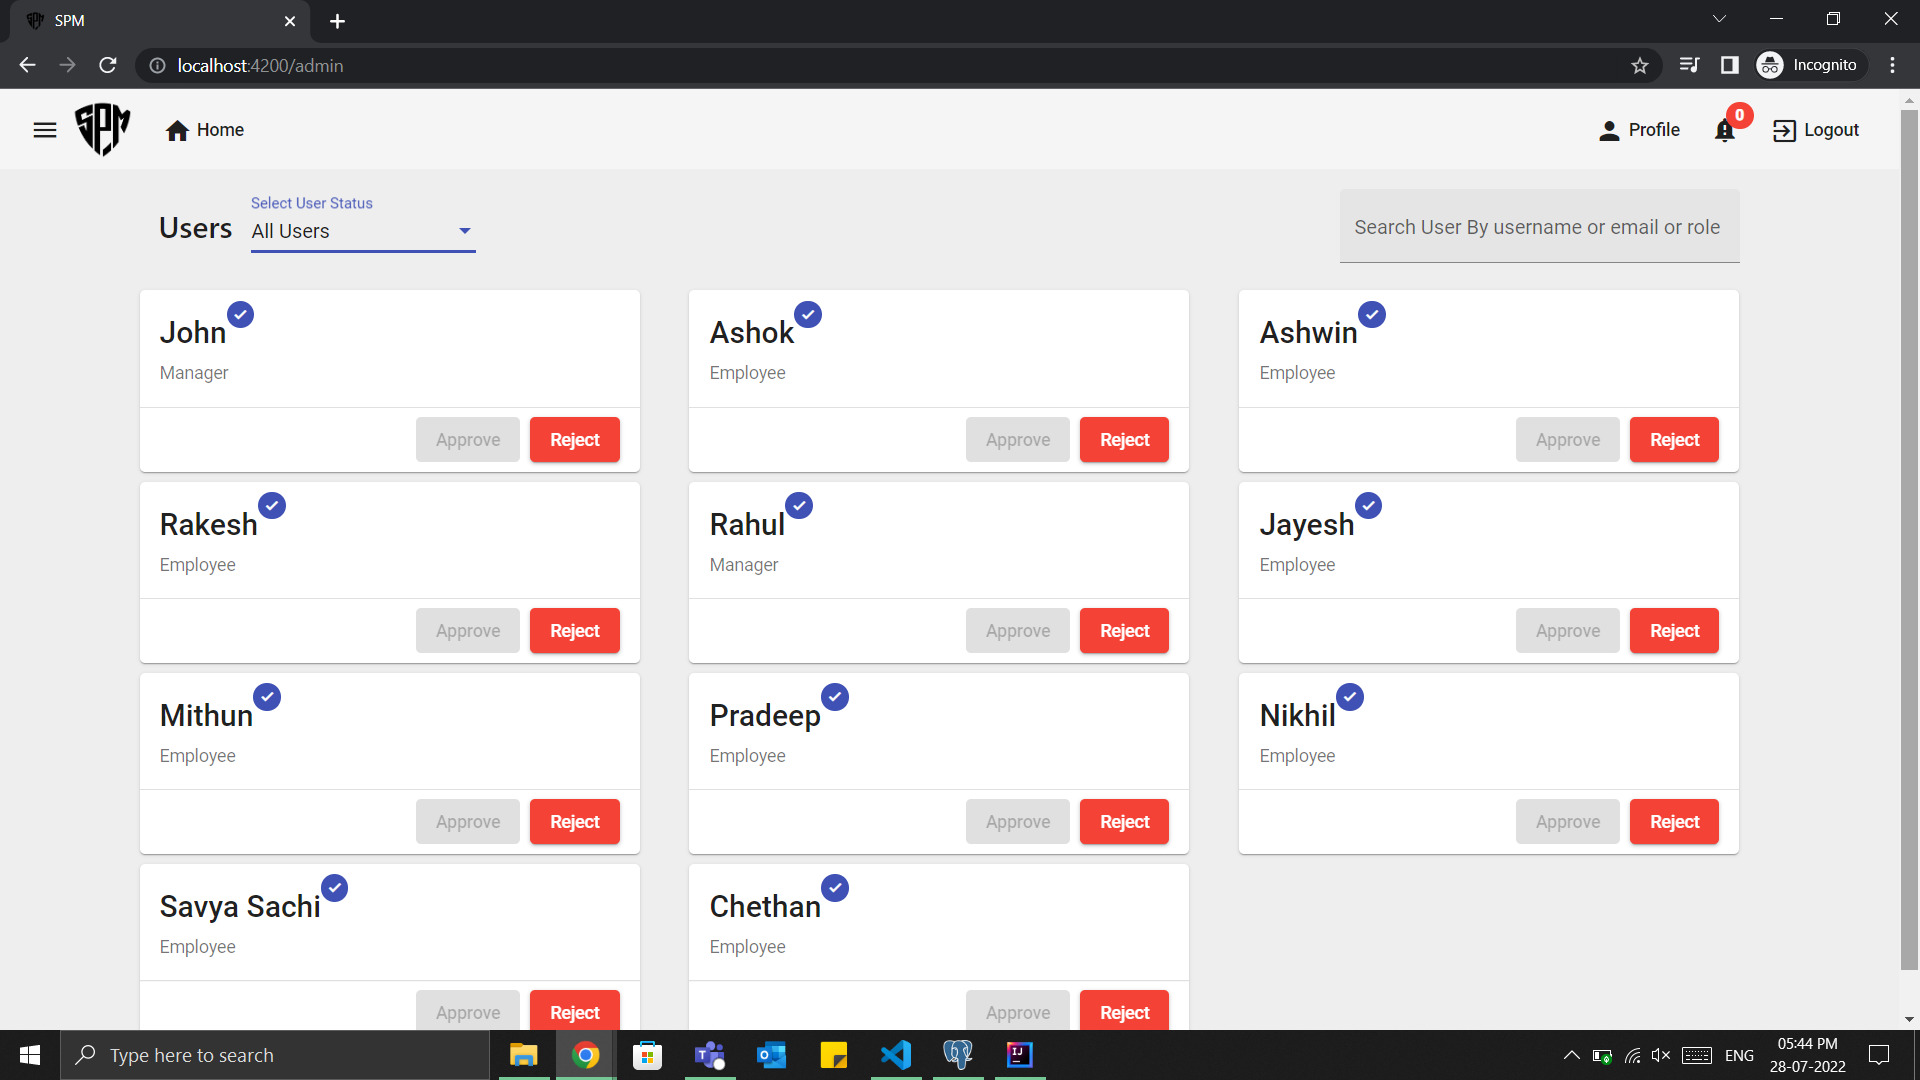 SPM
localhost:4200/admin
Incognito
SPM
Home
Profile
0
Logout
Users
Select User Status
All Users
Search User By username or email or role
John
Manager
Approve
Reject
Ashok
Employee
Approve
Reject
Ashwin
Employee
Approve
Reject
Rakesh
Employee
Approve
Reject
Rahul
Manager
Approve
Reject
Jayesh
Employee
Approve
Reject
Mithun
Employee
Approve
Reject
Pradeep
Employee
Approve
Reject
Nikhil
Employee
Approve
Reject
Savya Sachi
Employee
Approve
Reject
Chethan
Employee
Approve
Reject
Type here to search
ENG
05:44 PM
28-07-2022